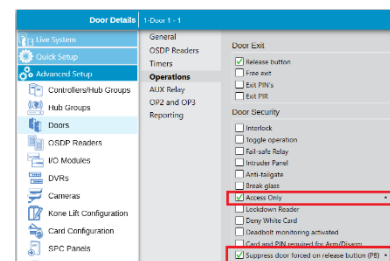 Door Details
1-Door 1 - 1
Live System
Quick Setup
Advanced Setup
Controllers/Hub Groups
Hub Groups
Doors
OSDP Readers
I/O Modules
DVRs
Cameras
Kone Lift Configuration
Card Configuration
SPC Panels
General
OSDP Readers
Timers
Operations
AUX Relay
OP2 and OP3
Reporting
Door Exit
Release button
Free exit
Exit PIN's
Exit PIR
Door Security
Interlock
Toggle operation
Fail-safe Relay
Intruder Panel
Anti-tailgate
Break glass
Access Only
Lockdown Reader
Deny White Card
Deadbolt monitoring activated
Card and PIN required for Arm/Disarm
Suppress door forced on release button (PB)